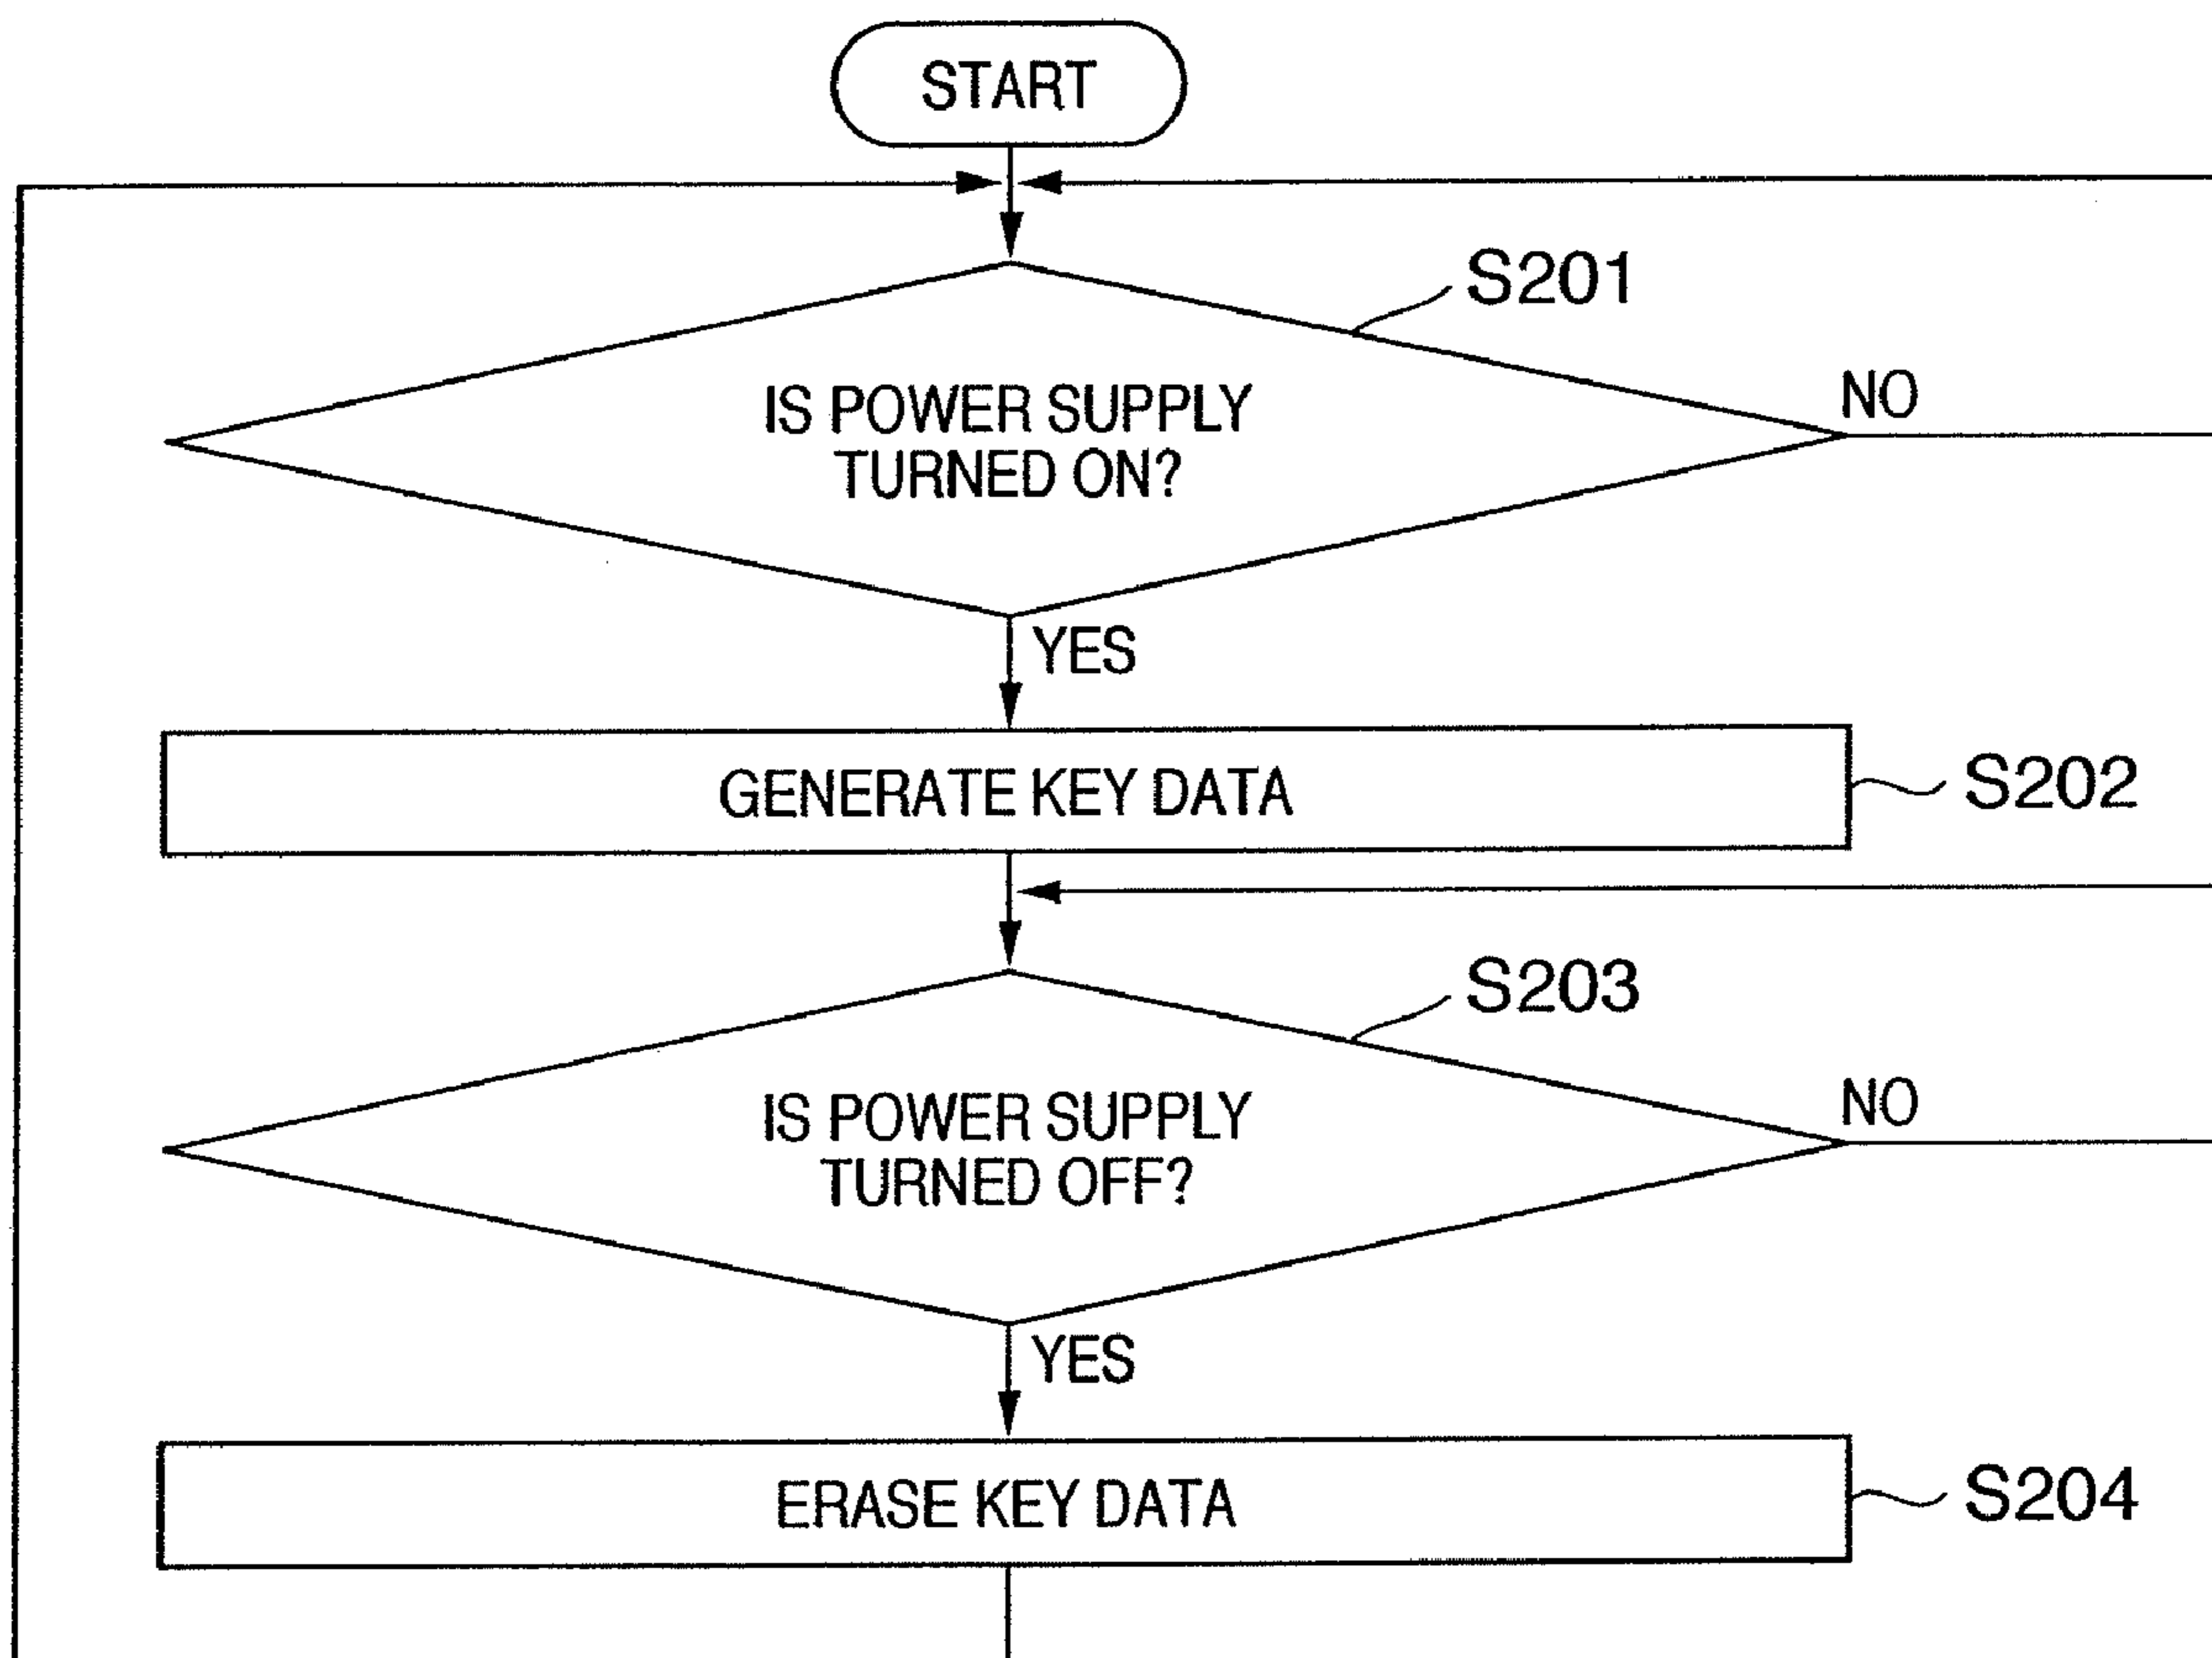 START
S201
IS POWER SUPPLY
TURNED ON?
NO
YES
GENERATE KEY DATA
S202
S203
IS POWER SUPPLY
TURNED OFF?
NO
YES
ERASE KEY DATA
S204